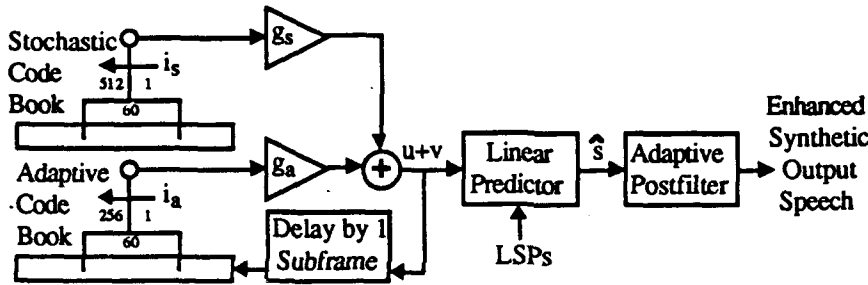 Stochastic
Code
Book
i_s
512 1
60
g_s
Adaptive
Code
Book
i_a
256 1
60
g_a
+
u+v
Delay by 1
Subframe
Linear
Predictor
LSPs
ŝ
Adaptive
Postfilter
Enhanced
Synthetic
Output
Speech